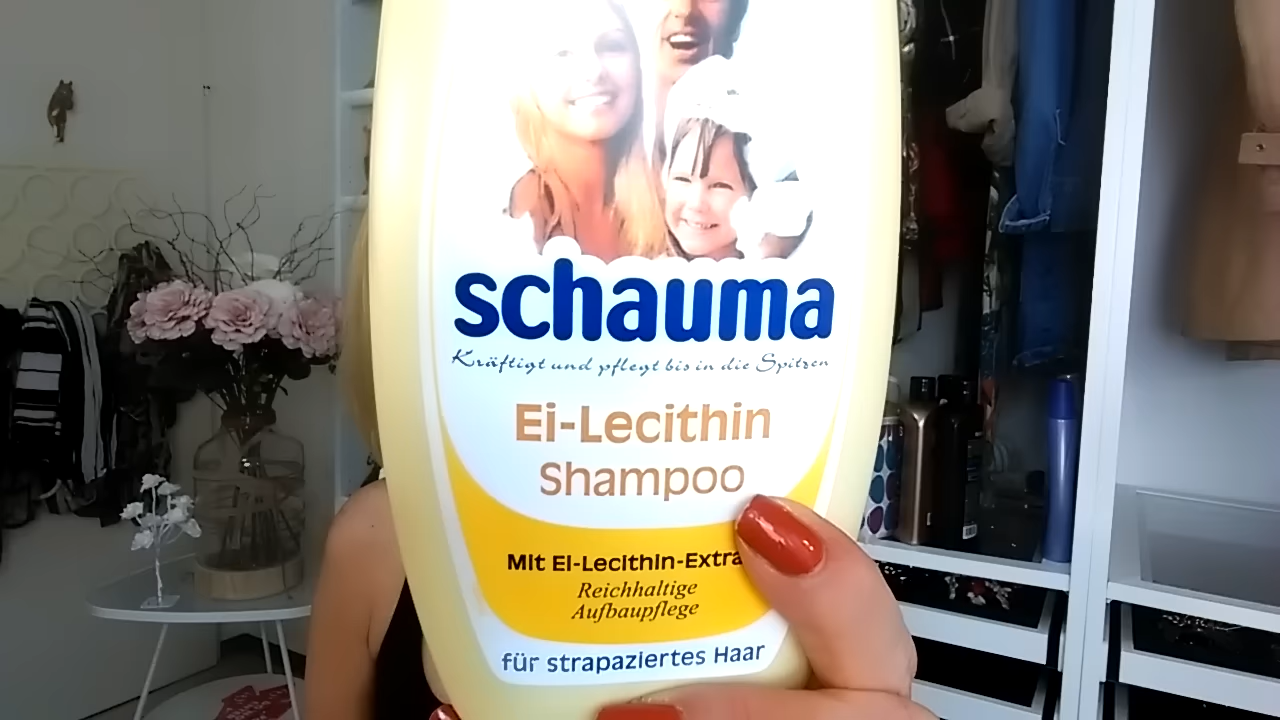 schauma
Kräftigt und pflegt bis in die Spitzen
Ei-Lecithin
Shampoo
Mit Ei-Lecithin-Extra
Reichhaltige
Aufbaupflege
für strapaziertes Haar